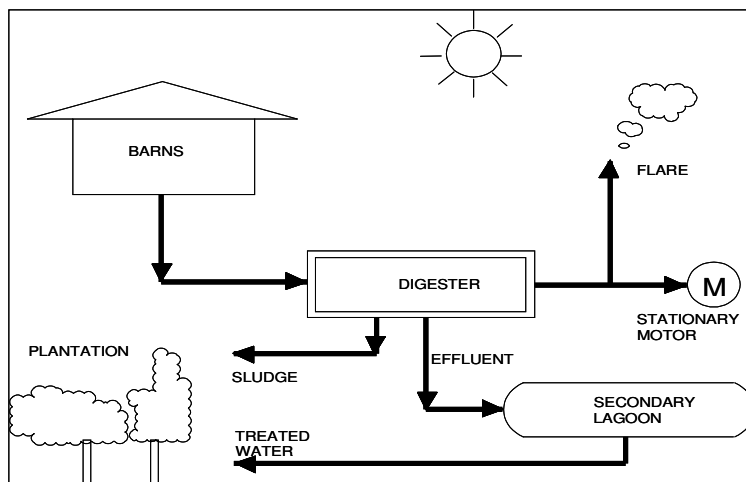 BARNS
FLARE
DIGESTER
M
STATIONARY
MOTOR
PLANTATION
SLUDGE
EFFLUENT
SECONDARY
LAGOON
TREATED
WATER